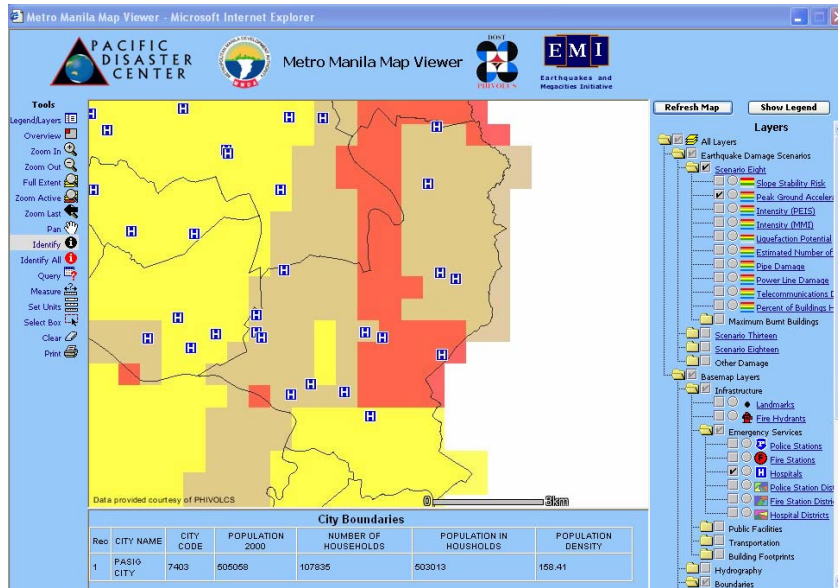 Metro Manila Map Viewer - Microsoft Internet Explorer
PACIFIC
DISASTER
CENTER
Metro Manila Map Viewer
DOST
PHIVOLCS
EMI
Earthquakes and
Megacities Initiative
Tools
Legend/Layers
Overview
Zoom In
Zoom Out
Full Extent
Zoom Active
Zoom Last
Pan
Identify
Identify All
Query
Measure
Set Units
Select Box
Clear
Print
Data provided courtesy of PHIVOLCS
0 3km
Refresh Map Show Legend
Layers
All Layers
Earthquake Damage Scenarios
Scenario Eight
Slope Stability Risk
Peak Ground Accelera
Intensity (PEIS)
Intensity (MMI)
Liquefaction Potential
Estimated Number of
Pipe Damage
Power Line Damage
Telecommunications D
Percent of Buildings H
Maximum Burnt Buildings
Scenario Thirteen
Scenario Eighteen
Other Damage
Basemap Layers
Infrastructure
Landmarks
Fire Hydrants
Emergency Services
Police Stations
Fire Stations
Hospitals
Police Station Dist
Fire Station Distri
Hospital Districts
Public Facilities
Transportation
Building Footprints
Hydrography
Boundaries
City Boundaries
Rec CITY NAME CITY CODE POPULATION 2000 NUMBER OF HOUSEHOLDS POPULATION IN HOUSHOLDS POPULATION DENSITY
1 PASIG CITY 7403 505058 107835 503013 158.41